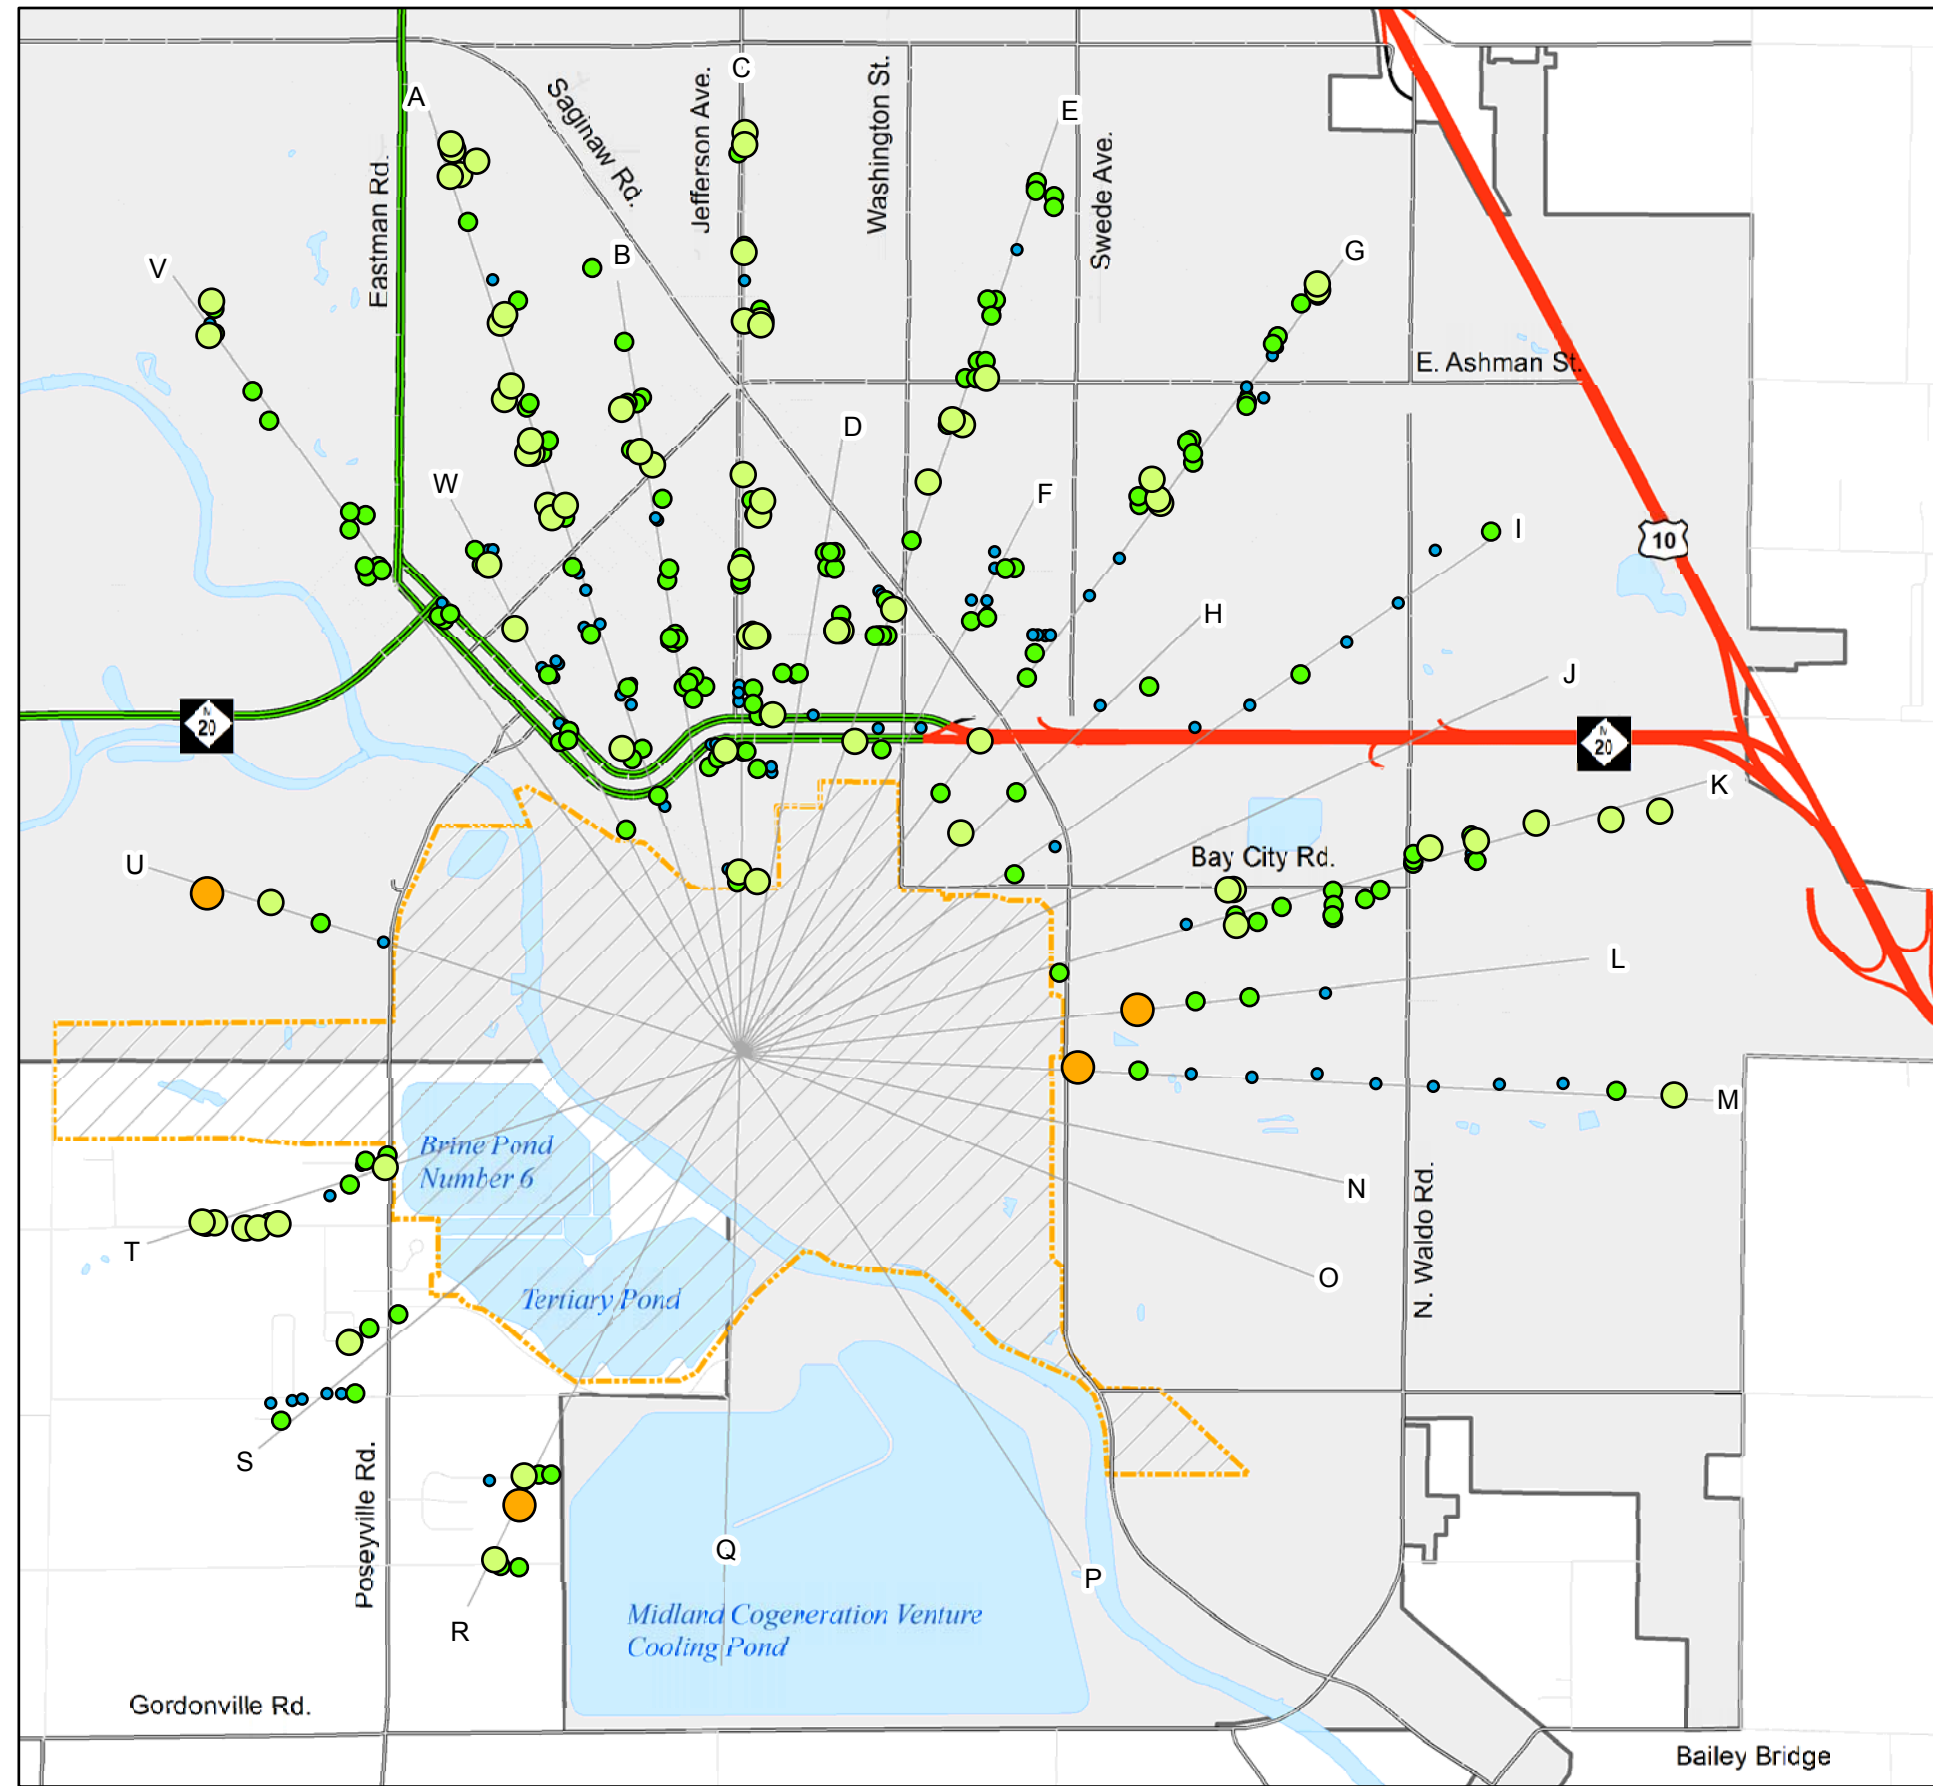 C
A
E
Saginaw Rd.
Jefferson Ave.
Washington St.
Swede Ave.
Eastman Rd.
B
G
V
E. Ashman St.
D
W
F
I
10
H
J
M
20
M
20
K
U
Bay City Rd.
L
M
Brine Pond
Number 6
N
T
O
Tertiary Pond
N. Waldo Rd.
S
Poseyville Rd.
Q
P
R
Midland Cogeneration Venture
Cooling Pond
Gordonville Rd.
Bailey Bridge